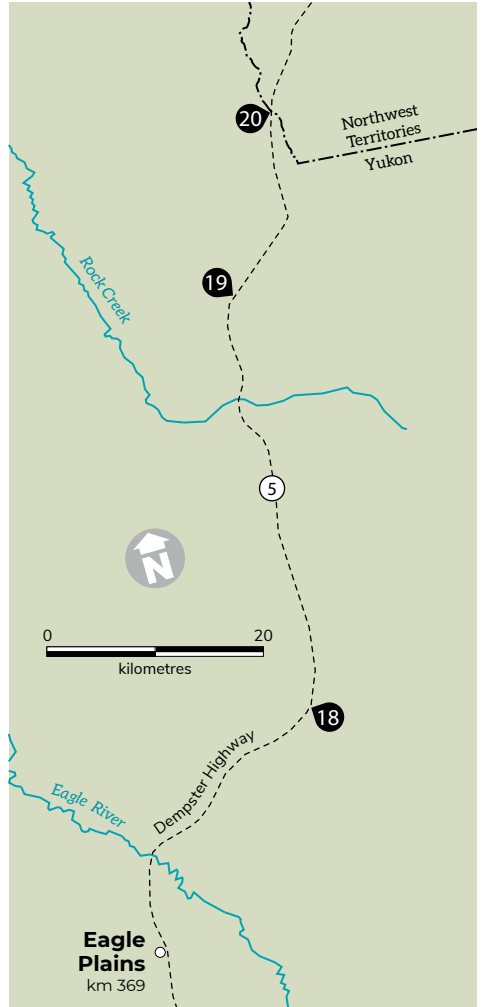 20
Northwest
Territories
Yukon
19
Rock Creek
5
N
0 20
kilometres
18
Dempster Highway
Eagle River
Eagle
Plains
km 369